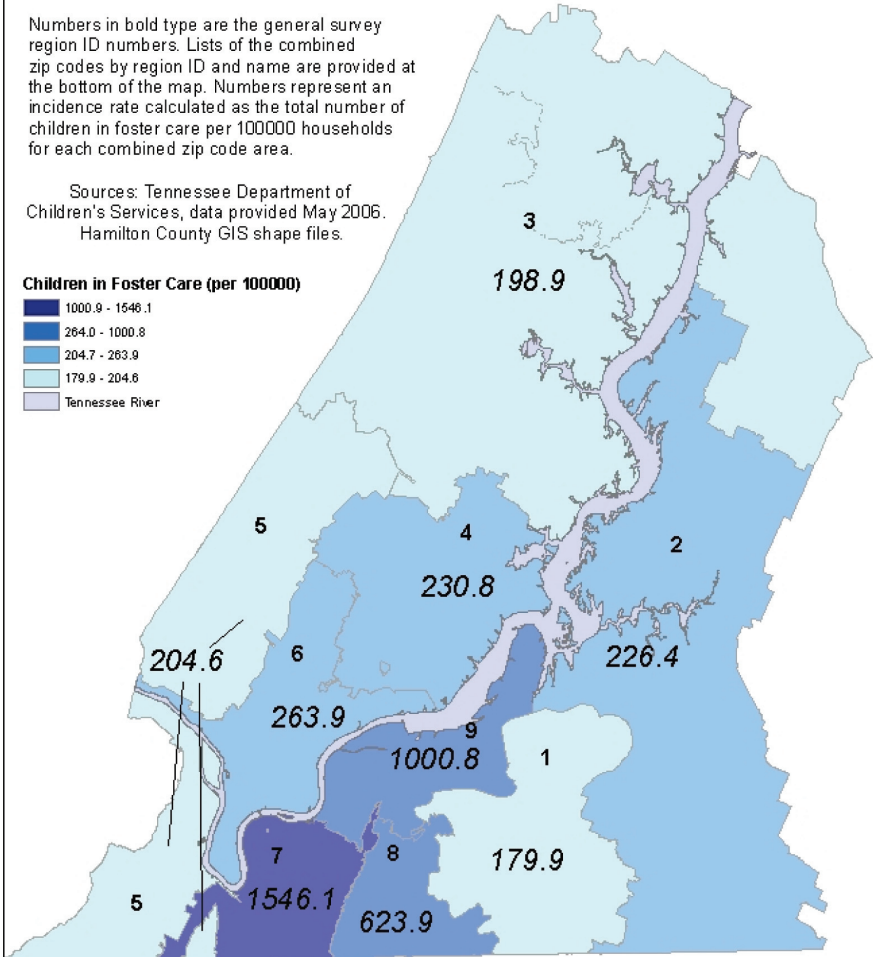 Numbers in bold type are the general survey
region ID numbers. Lists of the combined
zip codes by region ID and name are provided at
the bottom of the map. Numbers represent an
incidence rate calculated as the total number of
children in foster care per 100000 households
for each combined zip code area.
Sources: Tennessee Department of
Children's Services, data provided May 2006.
Hamilton County GIS shape files.
Children in Foster Care (per 100000)
1000.9 - 1546.1
264.0 - 1000.8
204.7 - 263.9
179.9 - 204.6
Tennessee River
3
198.9
5
4
230.8
2
226.4
204.6
6
263.9
9
1000.8
1
179.9
7
1546.1
8
623.9
5